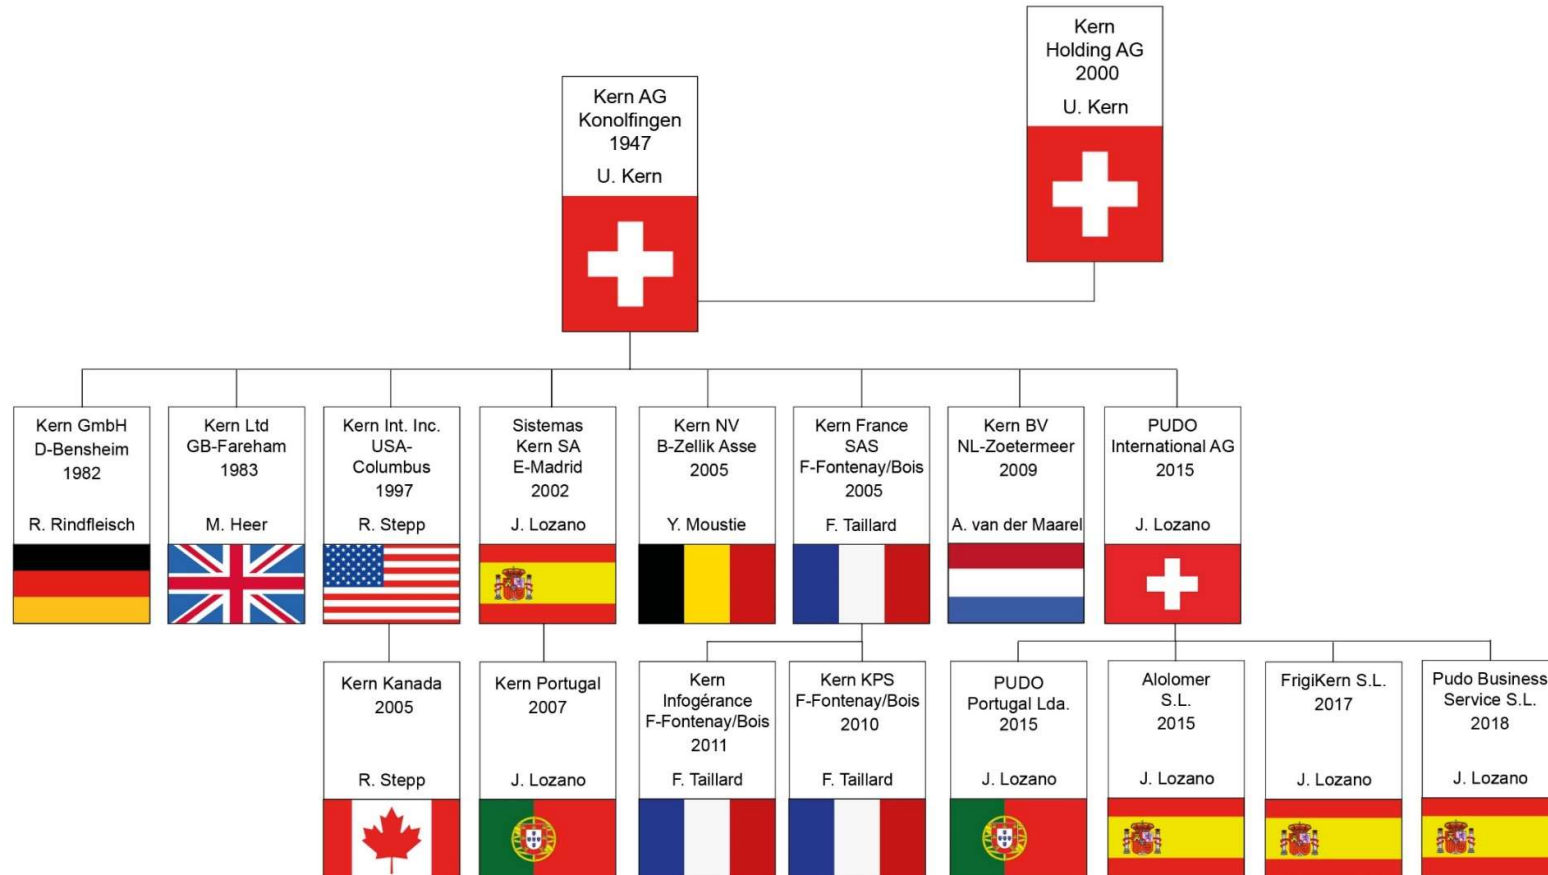 Kern
Holding AG
2000
U. Kern
Kern AG
Konolfingen
1947
U. Kern
Kern GmbH
D-Bensheim
1982
R. Rindfleisch
Kern Ltd
GB-Fareham
1983
M. Heer
Kern Int. Inc.
USA-
Columbus
1997
R. Stepp
Sistemas
Kern SA
E-Madrid
2002
J. Lozano
Kern NV
B-Zellik Asse
2005
Y. Moustie
Kern France
SAS
F-Fontenay/Bois
2005
F. Taillard
Kern BV
NL-Zoetermeer
2009
A. van der Maarel
PUDO
International AG
2015
J. Lozano
Kern Kanada
2005
R. Stepp
Kern Portugal
2007
J. Lozano
Kern
Infogérance
F-Fontenay/Bois
2011
F. Taillard
Kern KPS
F-Fontenay/Bois
2010
F. Taillard
PUDO
Portugal Lda.
2015
J. Lozano
Alolomer
S.L.
2015
J. Lozano
FrigiKern S.L.
2017
J. Lozano
Pudo Business
Service S.L.
2018
J. Lozano